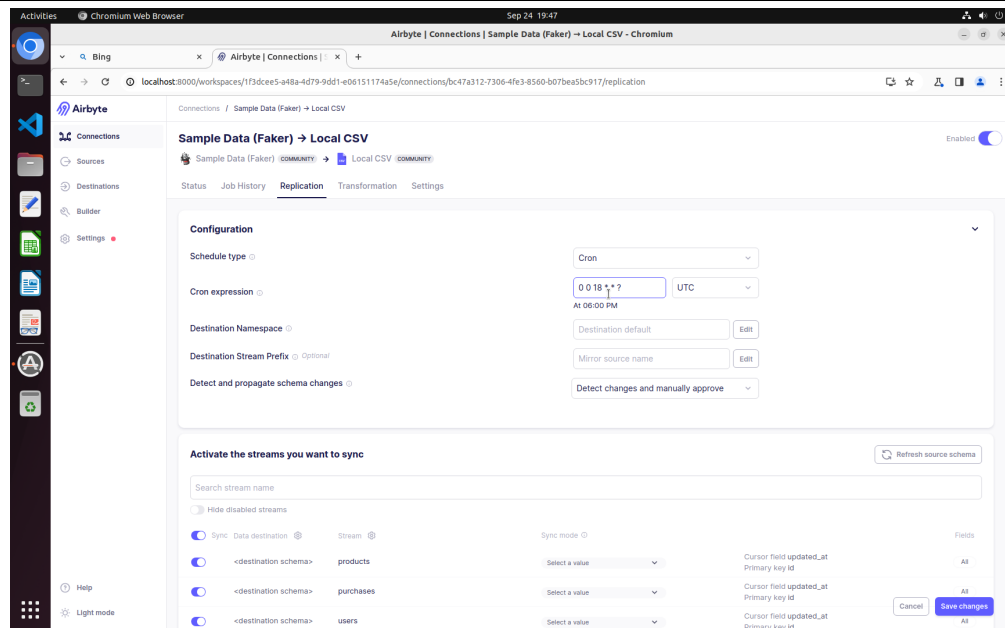 Activities Chromium Web Browser Sep 24 19:47
Airbyte | Connections | Sample Data (Faker) → Local CSV - Chromium
Bing × Airbyte | Connections | S × +
localhost:8000/workspaces/1f3dcee5-a48a-4d79-9dd1-e06151174a5e/connections/bc47a312-7306-4fe3-8560-b07bea5bc917/replication
Airbyte
Connections / Sample Data (Faker) → Local CSV
Connections
Sources
Destinations
Builder
Settings
Sample Data (Faker) → Local CSV
Enabled
Sample Data (Faker) COMMUNITY → Local CSV COMMUNITY
Status Job History Replication Transformation Settings
Configuration
Schedule type Cron
Cron expression 0 0 18 * * ? UTC
At 06:00 PM
Destination Namespace Destination default Edit
Destination Stream Prefix Optional Mirror source name Edit
Detect and propagate schema changes Detect changes and manually approve
Activate the streams you want to sync Refresh source schema
Search stream name
Hide disabled streams
Sync Data destination Stream Sync mode Fields
<destination schema> products Select a value Cursor field updated_at All
Primary key id
<destination schema> purchases Select a value Cursor field updated_at All
Primary key id
<destination schema> users Select a value Cursor field updated_at All
Primary key id
Help
Light mode
Cancel Save changes